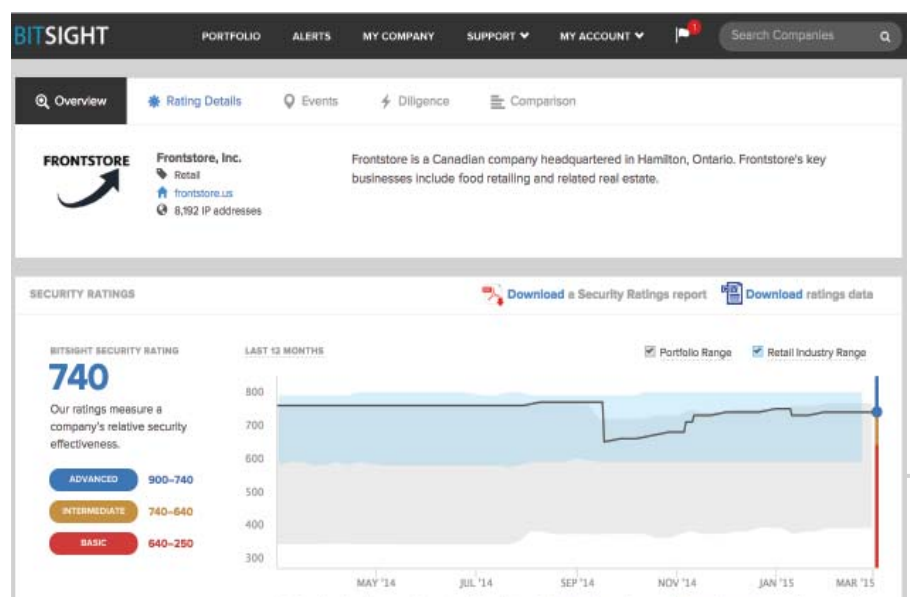 BITSIGHT PORTFOLIO ALERTS MY COMPANY SUPPORT MY ACCOUNT 1 Search Companies
Overview Rating Details Events Diligence Comparison
FRONTSTORE
Frontstore, Inc.
Retail
frontstore.us
8,192 IP addresses
Frontstore is a Canadian company headquartered in Hamilton, Ontario. Frontstore's key
businesses include food retailing and related real estate.
SECURITY RATINGS Download a Security Ratings report Download ratings data
BITSIGHT SECURITY RATING
740
Our ratings measure a
company's relative security
effectiveness.
ADVANCED 900–740
INTERMEDIATE 740–640
BASIC 640–250
LAST 12 MONTHS Portfolio Range Retail Industry Range
800
700
600
500
400
300
MAY '14 JUL '14 SEP '14 NOV '14 JAN '15 MAR '15